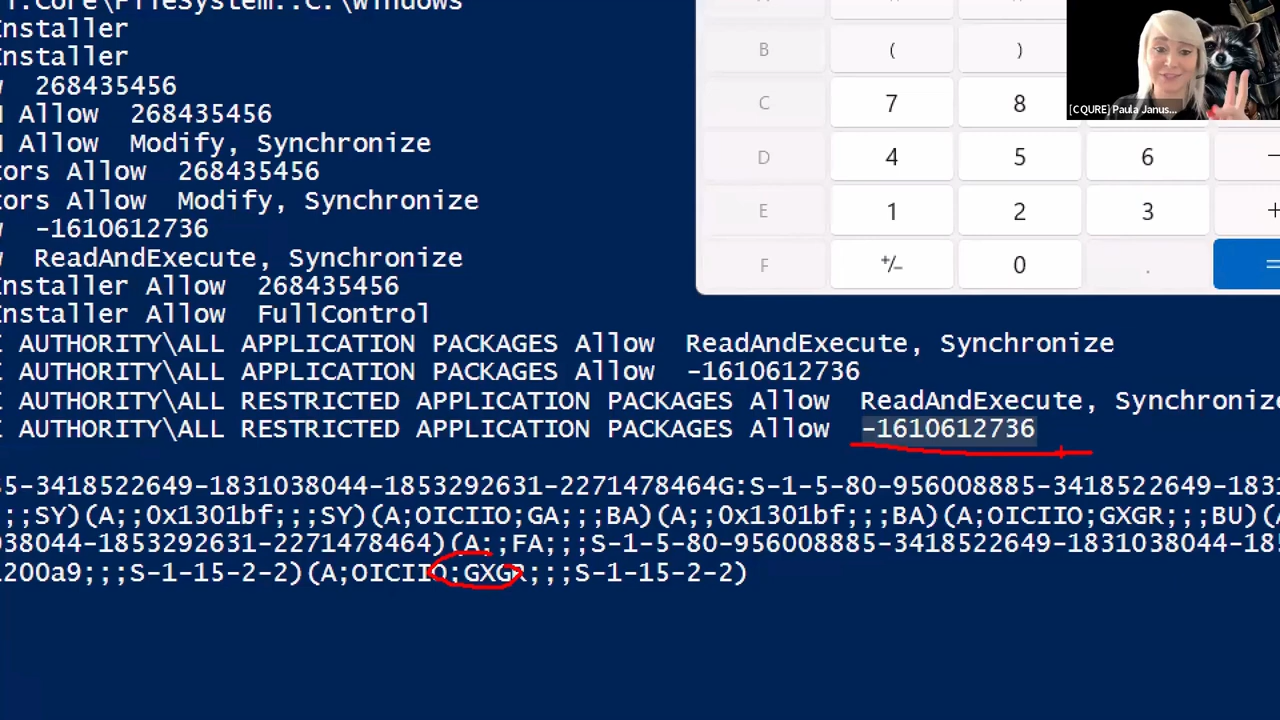 Installer
Installer
268435456
Allow 268435456
Allow Modify, Synchronize
tors Allow 268435456
tors Allow Modify, Synchronize
-1610612736
ReadAndExecute, Synchronize
Installer Allow 268435456
Installer Allow FullControl
AUTHORITY\ALL APPLICATION PACKAGES Allow ReadAndExecute, Synchronize
AUTHORITY\ALL APPLICATION PACKAGES Allow -1610612736
AUTHORITY\ALL RESTRICTED APPLICATION PACKAGES Allow ReadAndExecute, Synchronize
AUTHORITY\ALL RESTRICTED APPLICATION PACKAGES Allow -1610612736
85-3418522649-1831038044-1853292631-2271478464G:S-1-5-80-956008885-3418522649-1831
;;SY)(A;;0x1301bf;;;SY)(A;OICIIO;GA;;;BA)(A;;0x1301bf;;;BA)(A;OICIIO;GXGR;;;BU)(A
038044-1853292631-2271478464)(A;;FA;;;S-1-5-80-956008885-3418522649-1831038044-185
1200a9;;;S-1-15-2-2)(A;OICIIO;GXGR;;;S-1-15-2-2)
B ( )
C 7 8
D 4 5 6 −
E 1 2 3 +
F +/− 0 . =
[CQURE] Paula Janus...